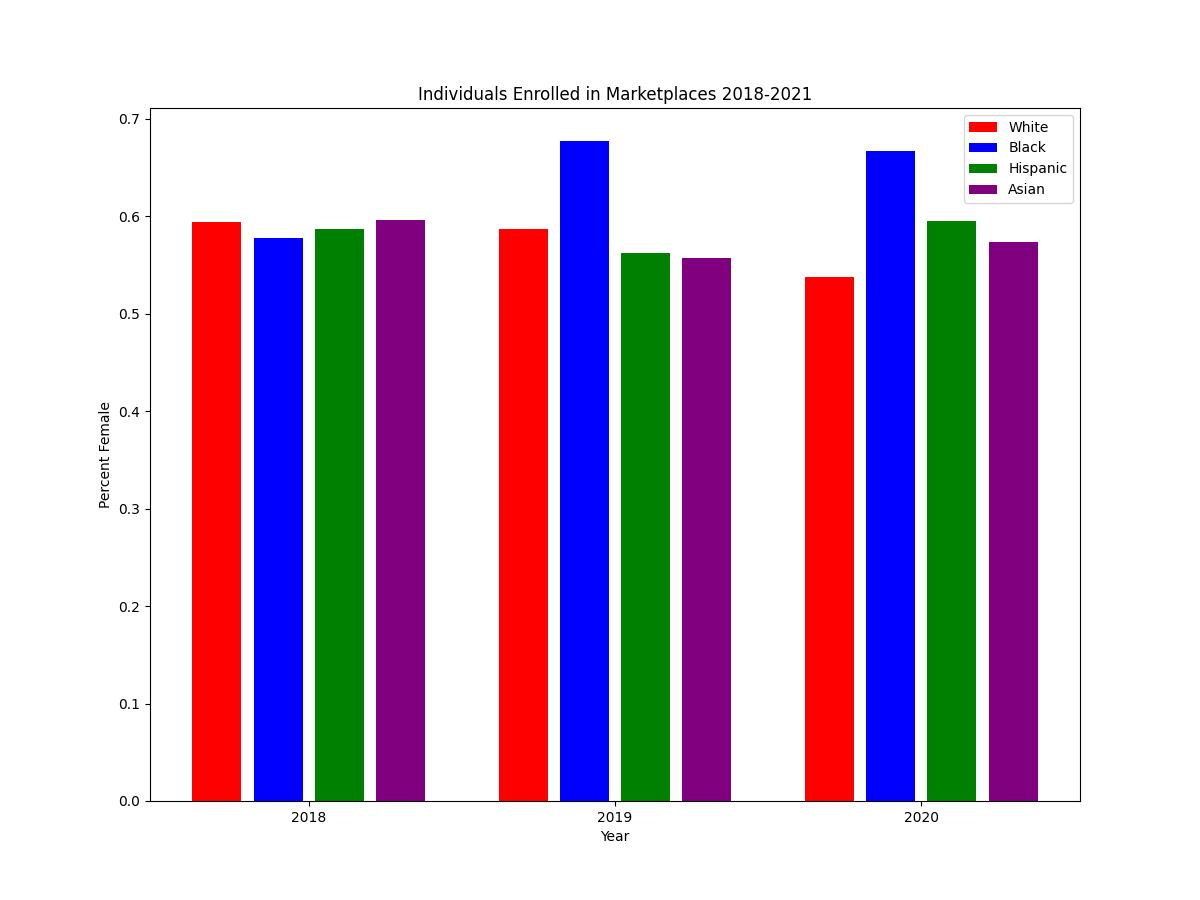 Individuals Enrolled in Marketplaces 2018-2021
White
Black
Hispanic
Asian
Percent Female
0.7
0.6
0.5
0.4
0.3
0.2
0.1
0.0
2018
2019
2020
Year